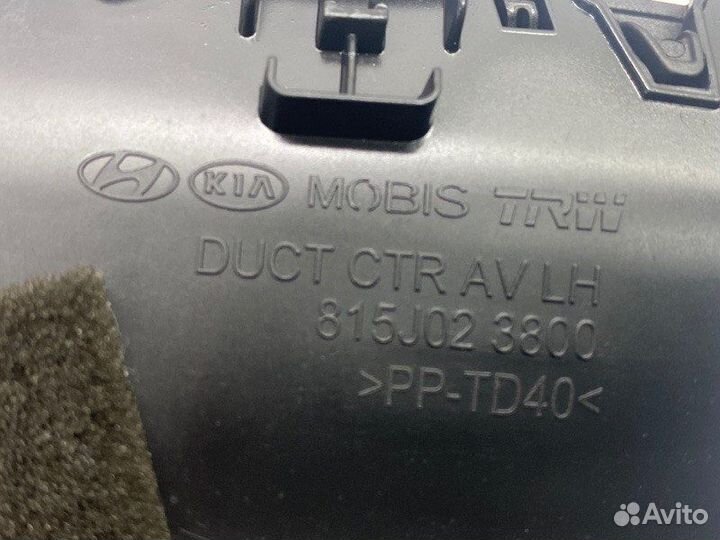 KIA MOBIS TRW
DUCT CTR AV LH
815J02 3800
>PP-TD40<
Avito